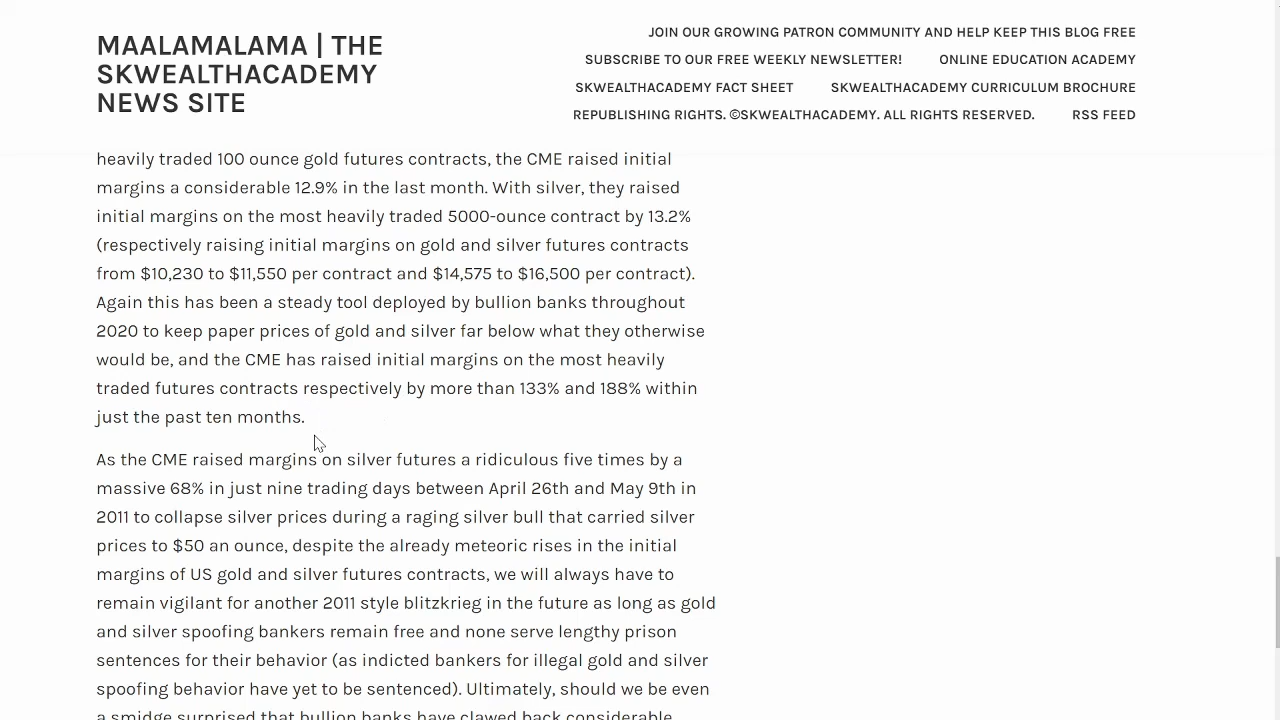 MAALAMALAMA | THE
SKWEALTHACADEMY
NEWS SITE
JOIN OUR GROWING PATRON COMMUNITY AND HELP KEEP THIS BLOG FREE
SUBSCRIBE TO OUR FREE WEEKLY NEWSLETTER! ONLINE EDUCATION ACADEMY
SKWEALTHACADEMY FACT SHEET SKWEALTHACADEMY CURRICULUM BROCHURE
REPUBLISHING RIGHTS. ©SKWEALTHACADEMY. ALL RIGHTS RESERVED. RSS FEED
heavily traded 100 ounce gold futures contracts, the CME raised initial
margins a considerable 12.9% in the last month. With silver, they raised
initial margins on the most heavily traded 5000-ounce contract by 13.2%
(respectively raising initial margins on gold and silver futures contracts
from $10,230 to $11,550 per contract and $14,575 to $16,500 per contract).
Again this has been a steady tool deployed by bullion banks throughout
2020 to keep paper prices of gold and silver far below what they otherwise
would be, and the CME has raised initial margins on the most heavily
traded futures contracts respectively by more than 133% and 188% within
just the past ten months.
As the CME raised margins on silver futures a ridiculous five times by a
massive 68% in just nine trading days between April 26th and May 9th in
2011 to collapse silver prices during a raging silver bull that carried silver
prices to $50 an ounce, despite the already meteoric rises in the initial
margins of US gold and silver futures contracts, we will always have to
remain vigilant for another 2011 style blitzkrieg in the future as long as gold
and silver spoofing bankers remain free and none serve lengthy prison
sentences for their behavior (as indicted bankers for illegal gold and silver
spoofing behavior have yet to be sentenced). Ultimately, should we be even
a smidge surprised that bullion banks have clawed back considerable